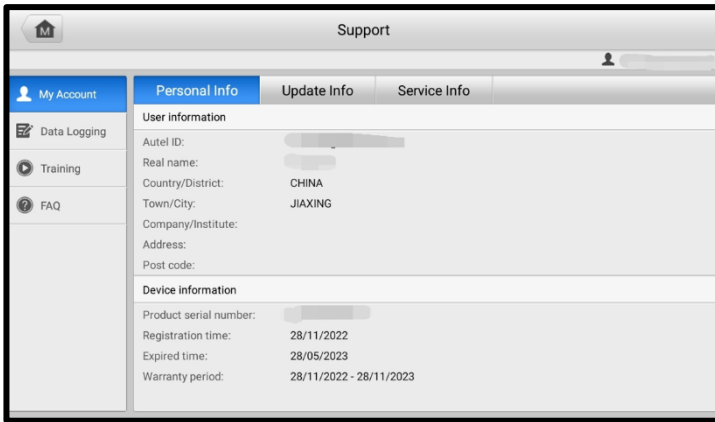 M
Support
My Account
Data Logging
Training
FAQ
Personal Info
Update Info
Service Info
User information
Autel ID:
Real name:
Country/District: CHINA
Town/City: JIAXING
Company/Institute:
Address:
Post code:
Device information
Product serial number:
Registration time: 28/11/2022
Expired time: 28/05/2023
Warranty period: 28/11/2022 - 28/11/2023